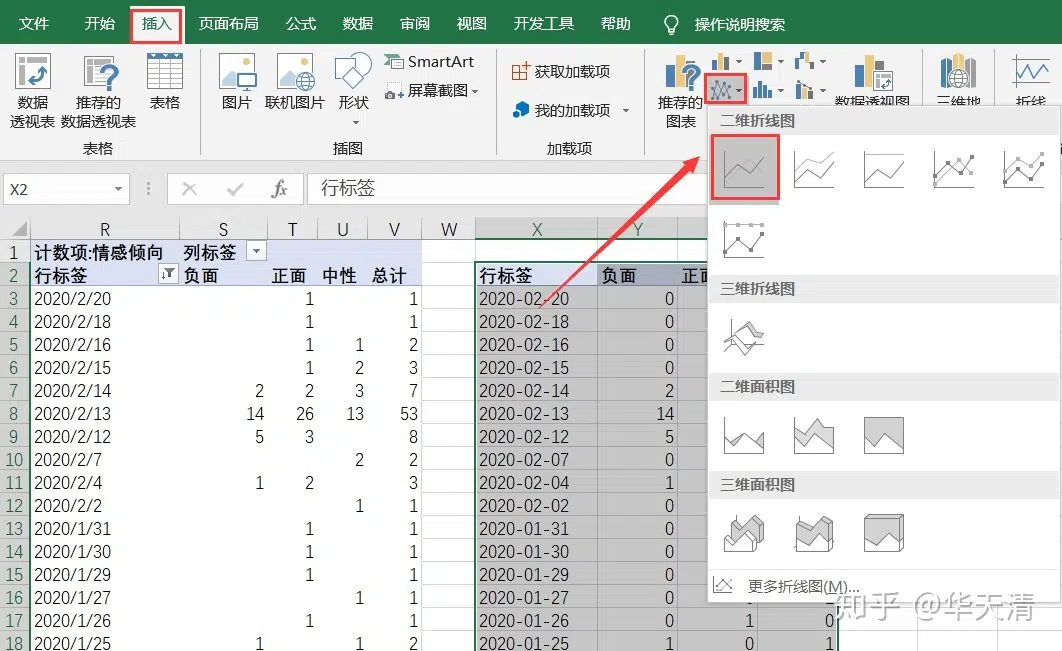 文件 开始 插入 页面布局 公式 数据 审阅 视图 开发工具 帮助 操作说明搜索
数据
透视表
推荐的
数据透视表
表格
表格
图片
联机图片
形状
SmartArt
屏幕截图
插图
获取加载项
我的加载项
加载项
推荐的
图表
数据透视图
三维地
折线
X2
fx
行标签
R S T U V W X Y
1 计数项:情感倾向 列标签
2 行标签 负面 正面 中性 总计 行标签 负面 正面
3 2020/2/20 1 1 2020-02-20 0
4 2020/2/18 1 1 2020-02-18 0
5 2020/2/16 1 1 2 2020-02-16 0
6 2020/2/15 1 2 3 2020-02-15 0
7 2020/2/14 2 2 3 7 2020-02-14 2
8 2020/2/13 14 26 13 53 2020-02-13 14
9 2020/2/12 5 3 8 2020-02-12 5
10 2020/2/7 2 2 2020-02-07 0
11 2020/2/4 1 2 3 2020-02-04 1
12 2020/2/2 1 1 2020-02-02 0
13 2020/1/31 1 1 2020-01-31 0
14 2020/1/30 1 1 2020-01-30 0
15 2020/1/29 1 1 2020-01-29 0
16 2020/1/27 1 1 2020-01-27 0
17 2020/1/26 1 1 2020-01-26 0 1 0
18 2020/1/25 1 1 2 2020-01-25 1 0 1
二维折线图
三维折线图
二维面积图
三维面积图
更多折线图(M)...
知乎 @华天清